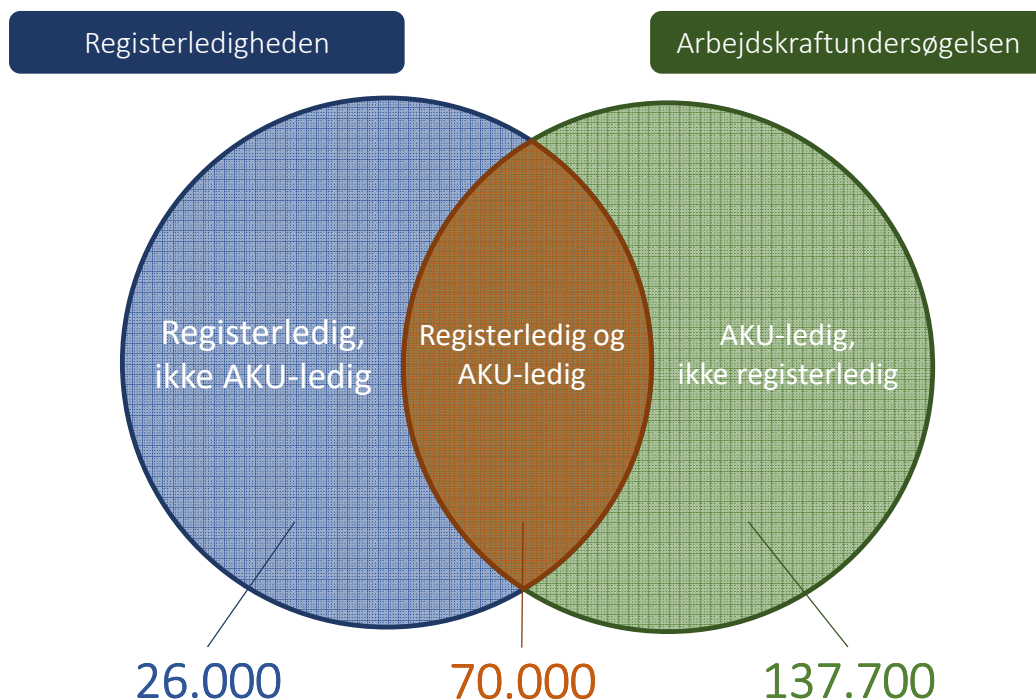 Registerledigheden
Arbejdskraftundersøgelsen
Registerledig,
ikke AKU-ledig
Registerledig og
AKU-ledig
AKU-ledig,
ikke registerledig
26.000
70.000
137.700